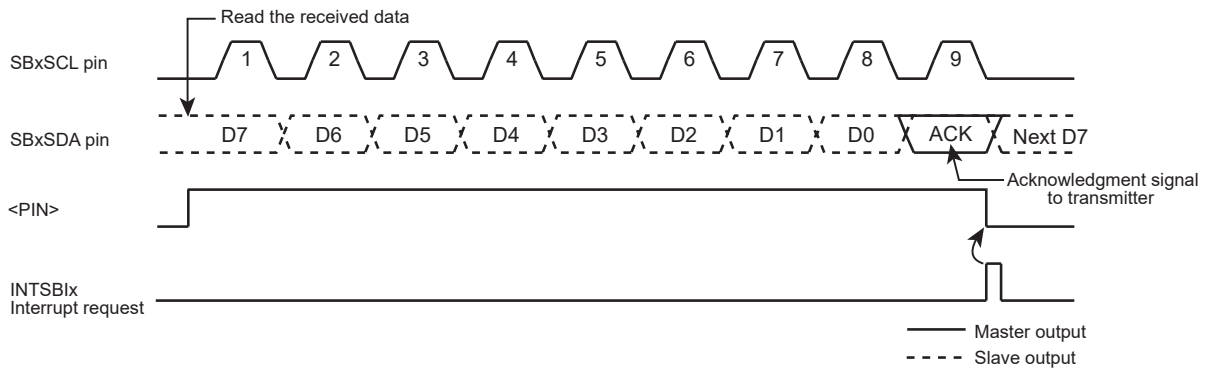 Read the received data
SBxSCL pin
1 2 3 4 5 6 7 8 9
SBxSDA pin
D7 D6 D5 D4 D3 D2 D1 D0 ACK Next D7
Acknowledgment signal
to transmitter
<PIN>
INTSBIx
Interrupt request
Master output
Slave output